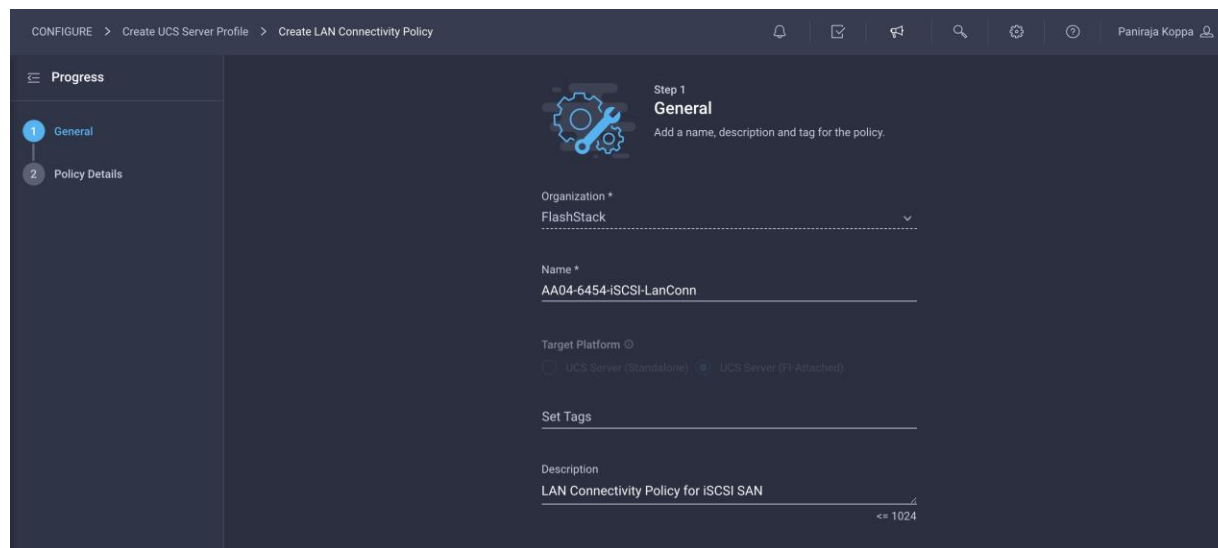 CONFIGURE > Create UCS Server Profile > Create LAN Connectivity Policy
Paniraja Koppa
Progress
1 General
2 Policy Details
Step 1
General
Add a name, description and tag for the policy.
Organization *
FlashStack
Name *
AA04-6454-iSCSI-LanConn
Target Platform
UCS Server (Standalone) UCS Server (FI-Attached)
Set Tags
Description
LAN Connectivity Policy for iSCSI SAN
<= 1024